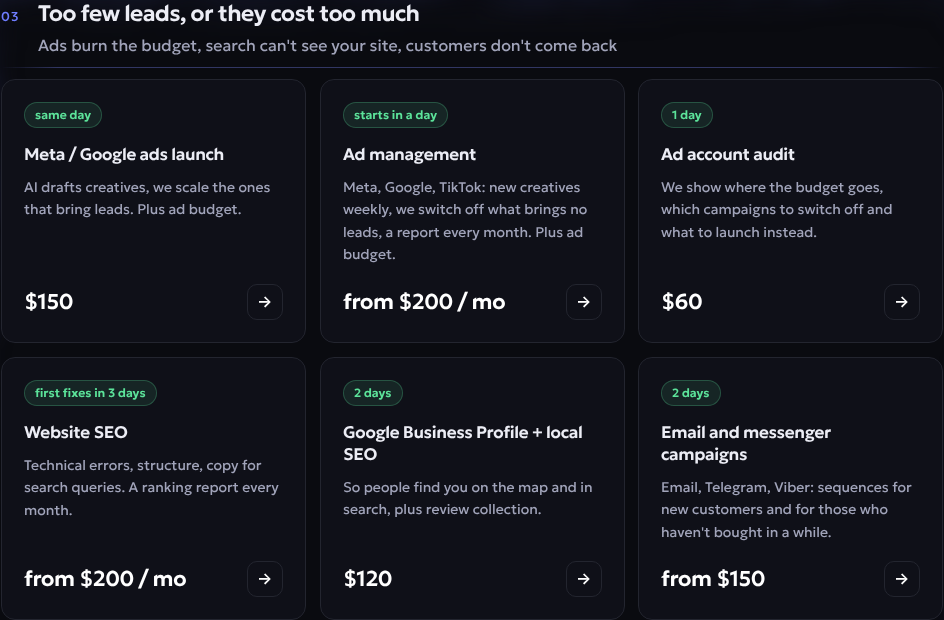 03
Too few leads, or they cost too much
Ads burn the budget, search can't see your site, customers don't come back
same day
Meta / Google ads launch
AI drafts creatives, we scale the ones
that bring leads. Plus ad budget.
$150
→
starts in a day
Ad management
Meta, Google, TikTok: new creatives
weekly, we switch off what brings no
leads, a report every month. Plus ad
budget.
from $200 / mo
→
1 day
Ad account audit
We show where the budget goes,
which campaigns to switch off and
what to launch instead.
$60
→
first fixes in 3 days
Website SEO
Technical errors, structure, copy for
search queries. A ranking report every
month.
from $200 / mo
→
2 days
Google Business Profile + local
SEO
So people find you on the map and in
search, plus review collection.
$120
→
2 days
Email and messenger
campaigns
Email, Telegram, Viber: sequences for
new customers and for those who
haven't bought in a while.
from $150
→